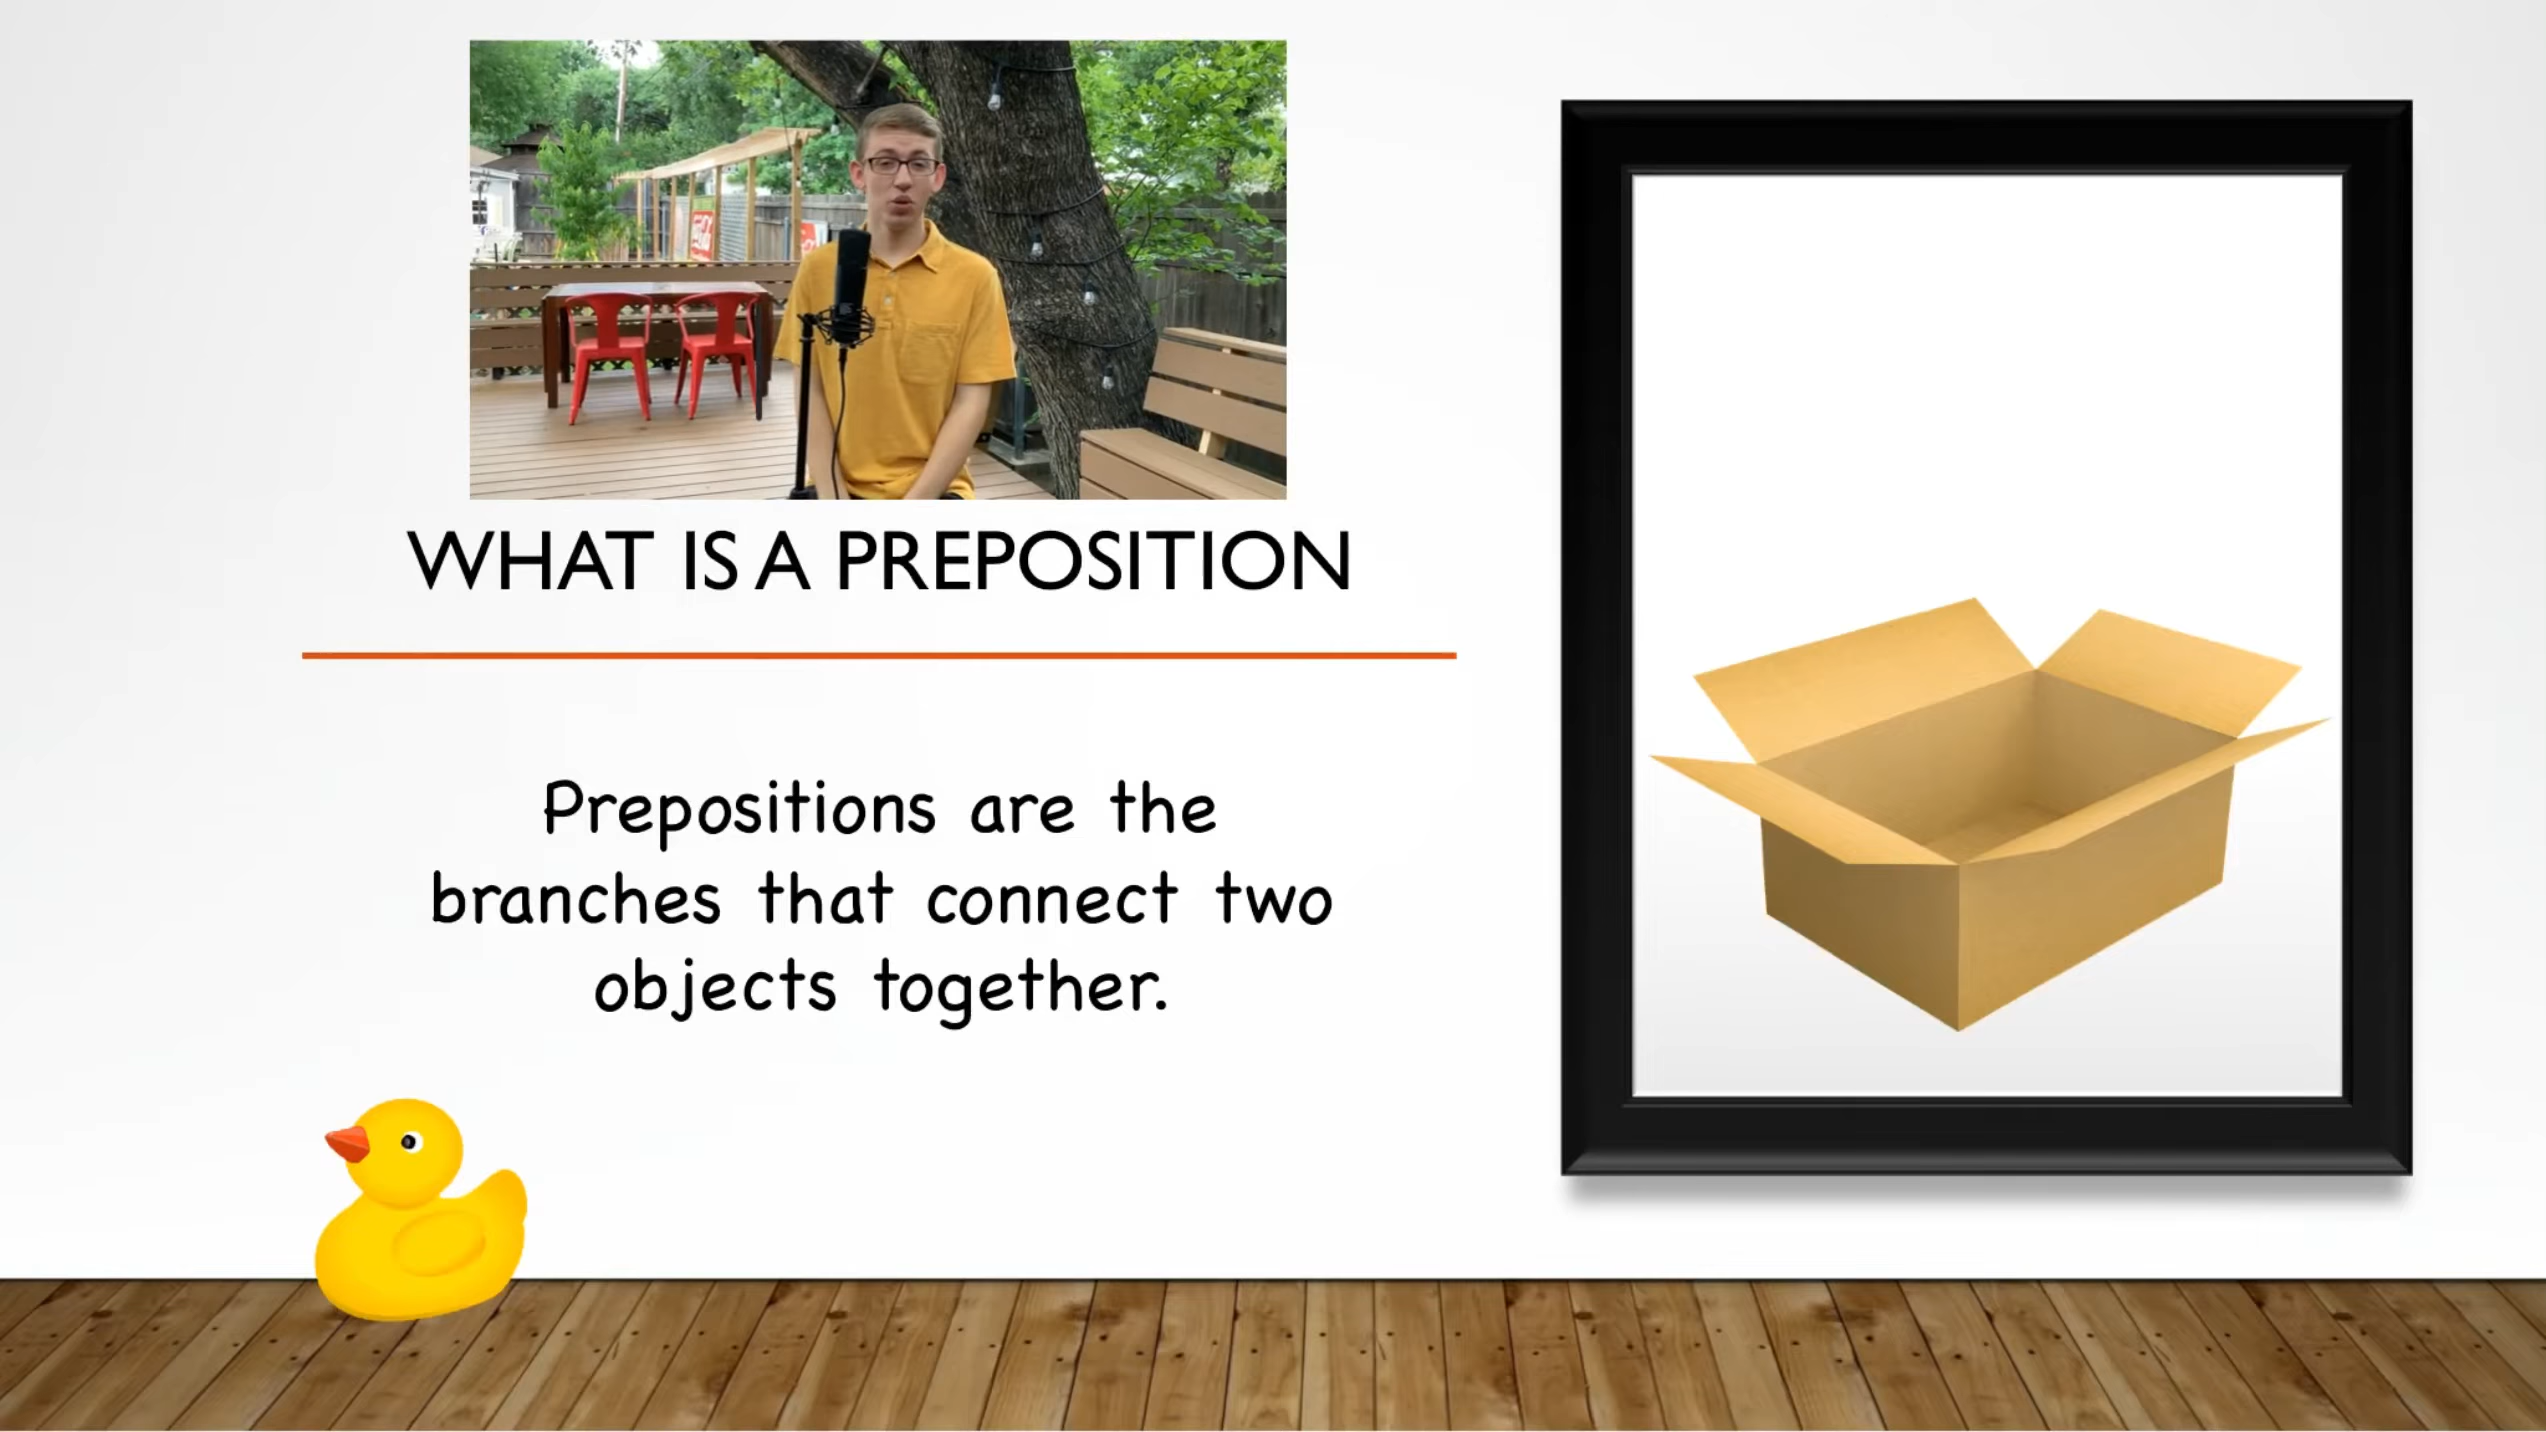 WHAT IS A PREPOSITION
Prepositions are the
branches that connect two
objects together.